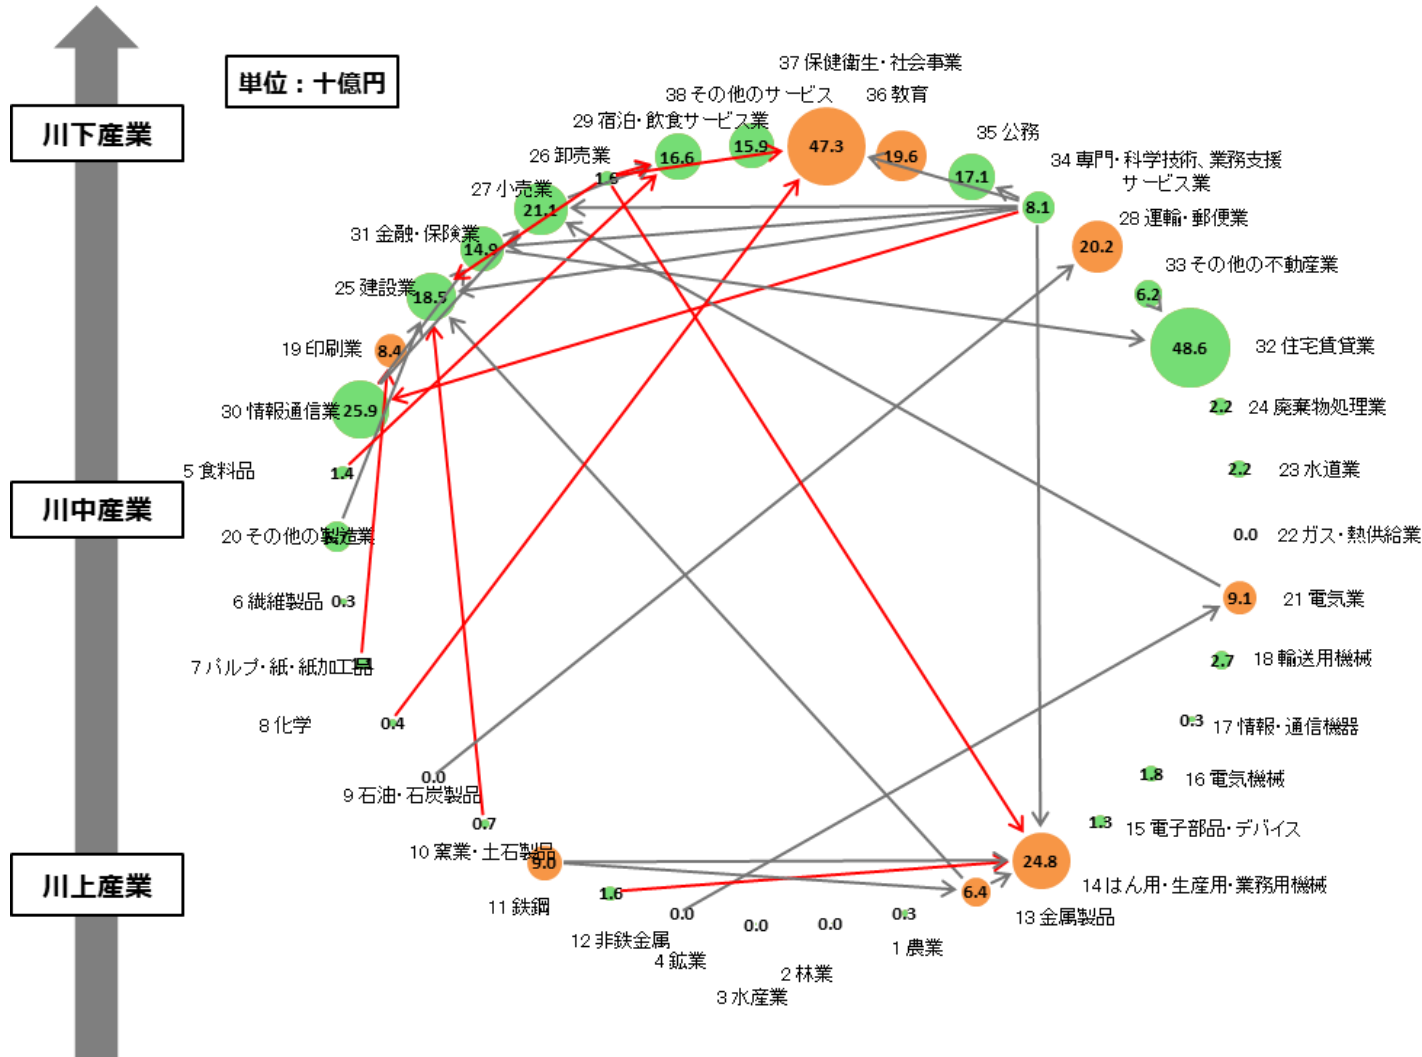 単位：十億円
川下産業
川中産業
川上産業
37 保健衛生・社会事業
47.3
38 その他のサービス
15.9
36 教育
19.6
29 宿泊・飲食サービス業
16.6
35 公務
17.1
26 卸売業
34 専門・科学技術、業務支援
サービス業
8.1
27 小売業
21.1
28 運輸・郵便業
20.2
31 金融・保険業
14.9
33 その他の不動産業
6.2
25 建設業
18.5
32 住宅賃貸業
48.6
19 印刷業
8.4
24 廃棄物処理業
2.2
30 情報通信業
25.9
23 水道業
2.2
5 食料品
1.4
22 ガス・熱供給業
0.0
20 その他の製造業
21 電気業
9.1
6 繊維製品
0.3
18 輸送用機械
2.7
7 パルプ・紙・紙加工品
17 情報・通信機器
0.3
8 化学
0.4
16 電気機械
1.8
9 石油・石炭製品
0.0
15 電子部品・デバイス
1.3
10 窯業・土石製品
0.7
14 はん用・生産用・業務用機械
24.8
11 鉄鋼
9.0
13 金属製品
6.4
12 非鉄金属
1.6
4 鉱業
0.0
1 農業
0.3
2 林業
0.0
3 水産業
0.0